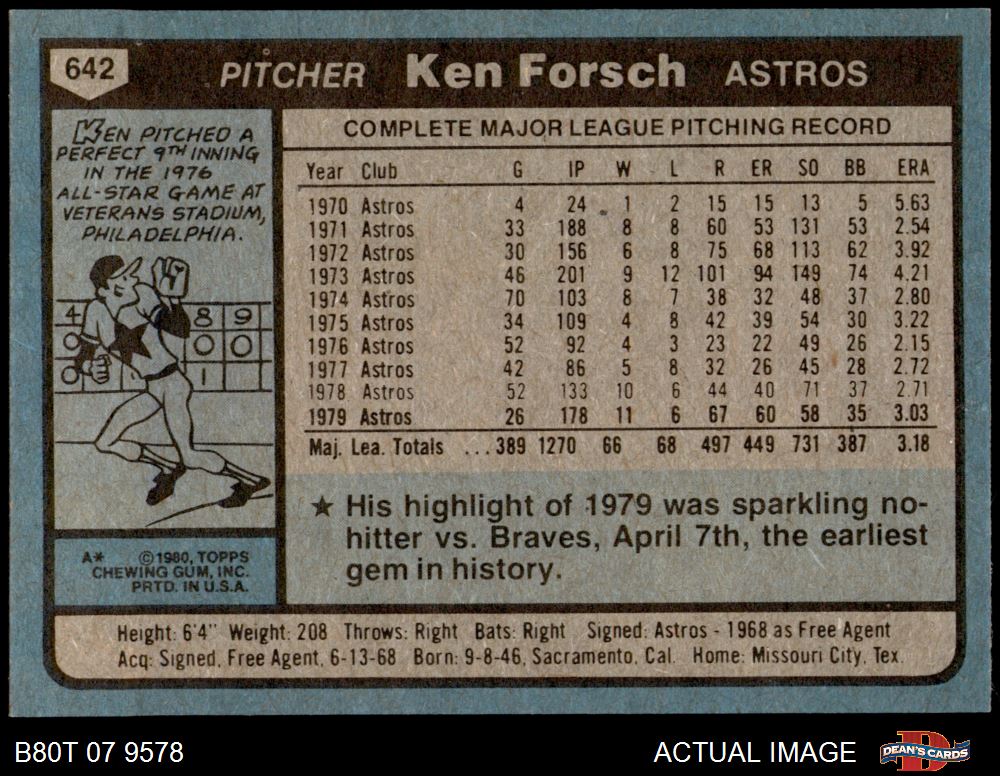 642
PITCHER Ken Forsch ASTROS
KEN PITCHED A
PERFECT 9TH INNING
IN THE 1976
ALL-STAR GAME AT
VETERANS STADIUM,
PHILADELPHIA.
4 8 9
0 0 0
0 1
A* ©1980, TOPPS
CHEWING GUM, INC.
PRTD. IN U.S.A.
COMPLETE MAJOR LEAGUE PITCHING RECORD
Year Club G IP W L R ER SO BB ERA
1970 Astros 4 24 1 2 15 15 13 5 5.63
1971 Astros 33 188 8 8 60 53 131 53 2.54
1972 Astros 30 156 6 8 75 68 113 62 3.92
1973 Astros 46 201 9 12 101 94 149 74 4.21
1974 Astros 70 103 8 7 38 32 48 37 2.80
1975 Astros 34 109 4 8 42 39 54 30 3.22
1976 Astros 52 92 4 3 23 22 49 26 2.15
1977 Astros 42 86 5 8 32 26 45 28 2.72
1978 Astros 52 133 10 6 44 40 71 37 2.71
1979 Astros 26 178 11 6 67 60 58 35 3.03
Maj. Lea. Totals ... 389 1270 66 68 497 449 731 387 3.18
★ His highlight of 1979 was sparkling no-
hitter vs. Braves, April 7th, the earliest
gem in history.
Height: 6'4" Weight: 208 Throws: Right Bats: Right Signed: Astros - 1968 as Free Agent
Acq: Signed, Free Agent, 6-13-68 Born: 9-8-46, Sacramento, Cal. Home: Missouri City, Tex.
B80T 07 9578 ACTUAL IMAGE D DEAN'S CARDS